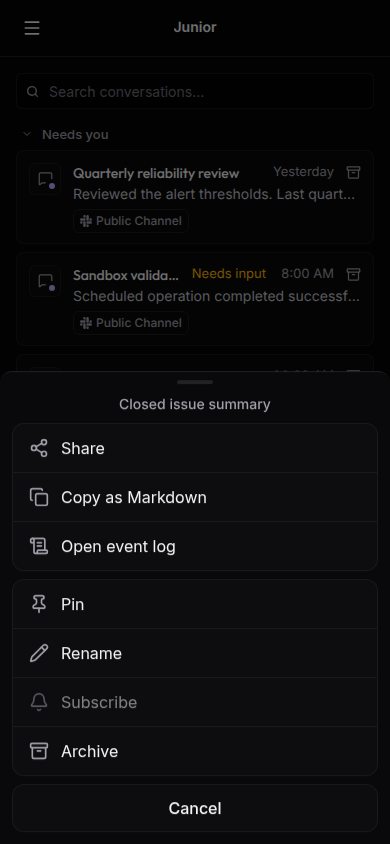 Junior
Search conversations...
Needs you
Quarterly reliability review Yesterday
Reviewed the alert thresholds. Last quart...
Public Channel
Sandbox valida... Needs input 8:00 AM
Scheduled operation completed successf...
Public Channel
Closed issue summary
Share
Copy as Markdown
Open event log
Pin
Rename
Subscribe
Archive
Cancel